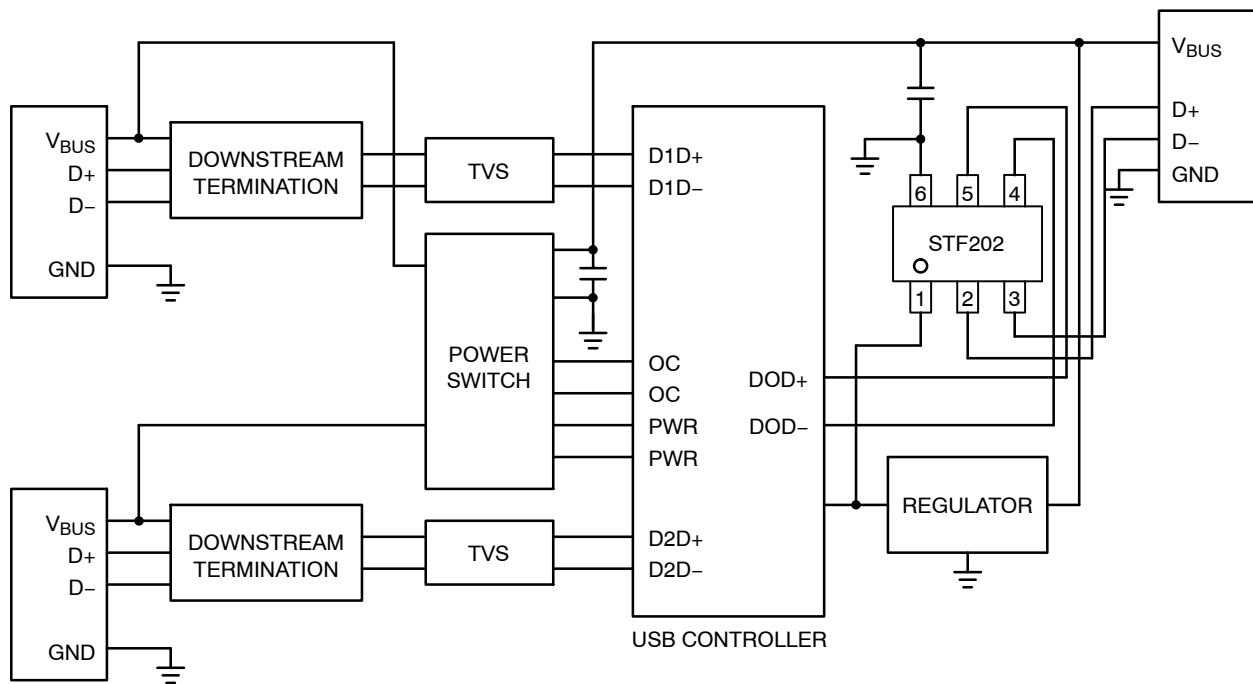 VBUS
D+
D−
GND
DOWNSTREAM
TERMINATION
TVS
D1D+
D1D−
POWER
SWITCH
OC
OC
PWR
PWR
DOD+
DOD−
VBUS
D+
D−
GND
DOWNSTREAM
TERMINATION
TVS
D2D+
D2D−
USB CONTROLLER
6 5 4
STF202
1 2 3
REGULATOR
VBUS
D+
D−
GND